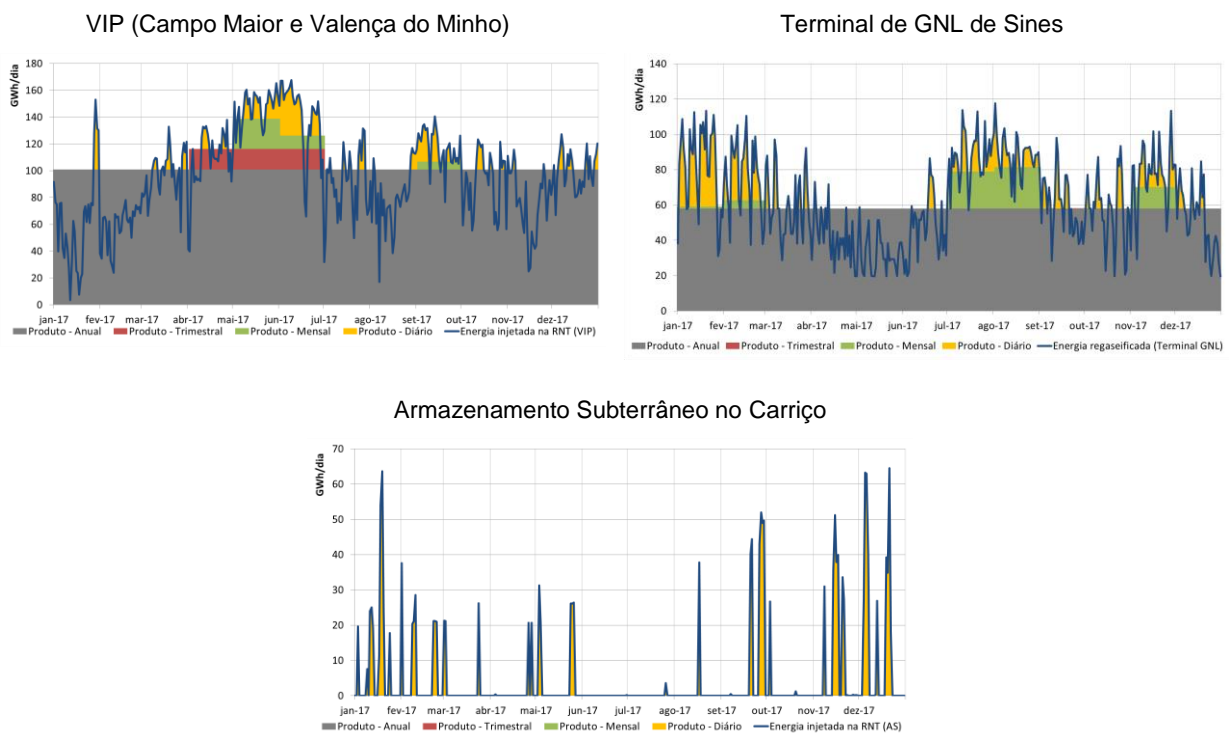 VIP (Campo Maior e Valença do Minho)
GWh/dia
180
160
140
120
100
80
60
40
20
0
jan-17 fev-17 mar-17 abr-17 mai-17 jun-17 jul-17 ago-17 set-17 out-17 nov-17 dez-17
Produto - Anual Produto - Trimestral Produto - Mensal Produto - Diário Energia injetada na RNT (VIP)
Terminal de GNL de Sines
GWh/dia
140
120
100
80
60
40
20
0
jan-17 fev-17 mar-17 abr-17 mai-17 jun-17 jul-17 ago-17 set-17 out-17 nov-17 dez-17
Produto - Anual Produto - Trimestral Produto - Mensal Produto - Diário Energia regaseificada (Terminal GNL)
Armazenamento Subterrâneo no Carriço
GWh/dia
70
60
50
40
30
20
10
0
jan-17 fev-17 mar-17 abr-17 mai-17 jun-17 jul-17 ago-17 set-17 out-17 nov-17 dez-17
Produto - Anual Produto - Trimestral Produto - Mensal Produto - Diário Energia injetada na RNT (AS)